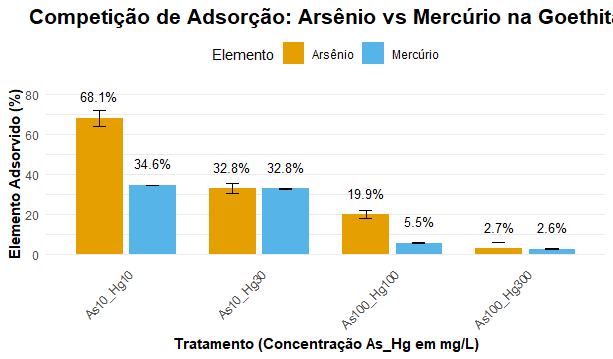 Competição de Adsorção: Arsênio vs Mercúrio na Goethit
Elemento Arsênio Mercúrio
Elemento Adsorvido (%)
80
60
40
20
0
68.1% 34.6% 32.8% 32.8% 19.9% 5.5% 2.7% 2.6%
As10_Hg10 As10_Hg30 As100_Hg100 As100_Hg300
Tratamento (Concentração As_Hg em mg/L)